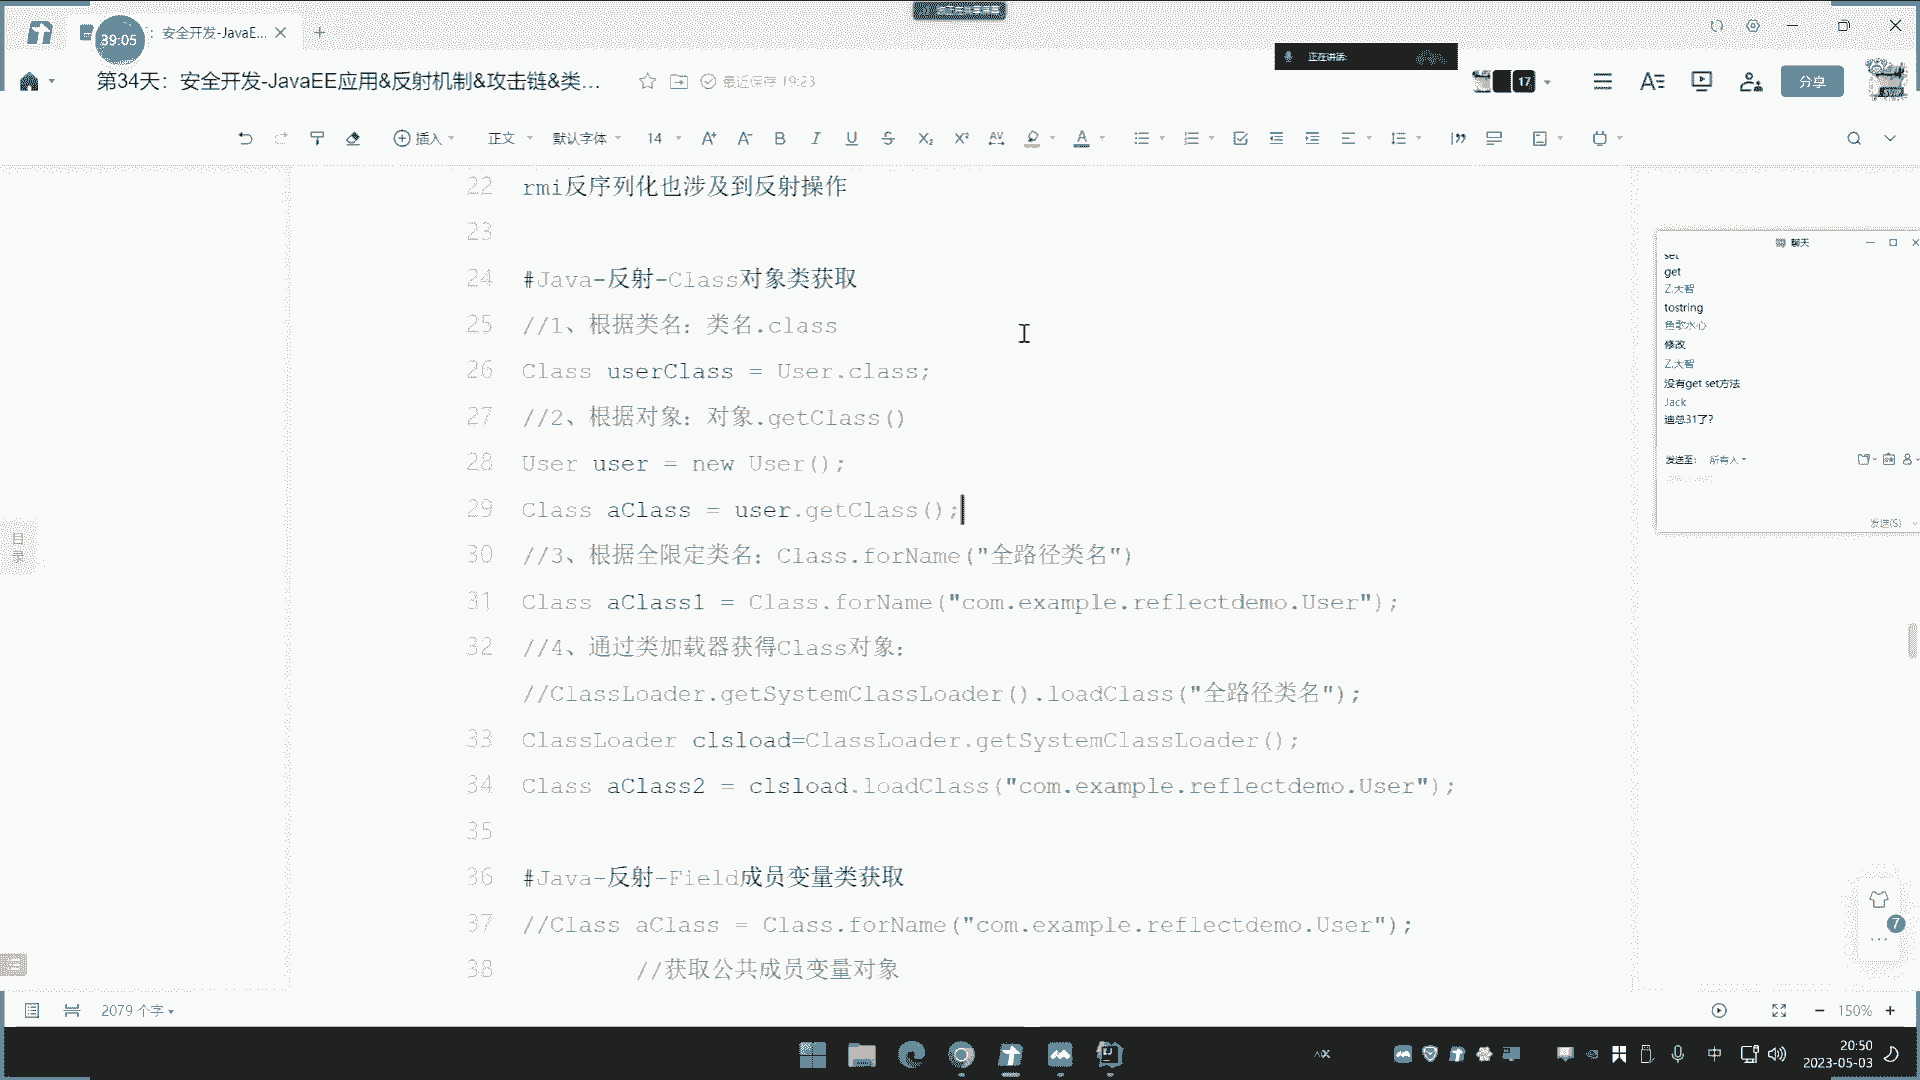 39:05
安全开发-JavaE...
正在讲话:
第34天：安全开发-JavaEE应用&反射机制&攻击链&类...
最近保存 19:23
17
分享
插入
正文
默认字体
14
22 rmi反序列化也涉及到反射操作
23
24 #Java-反射-Class对象类获取
25 //1、根据类名：类名.class
26 Class userClass = User.class;
27 //2、根据对象：对象.getClass()
28 User user = new User();
29 Class aClass = user.getClass();
30 //3、根据全限定类名：Class.forName("全路径类名")
31 Class aClass1 = Class.forName("com.example.reflectdemo.User");
32 //4、通过类加载器获得Class对象：
//ClassLoader.getSystemClassLoader().loadClass("全路径类名");
33 ClassLoader clsload=ClassLoader.getSystemClassLoader();
34 Class aClass2 = clsload.loadClass("com.example.reflectdemo.User");
35
36 #Java-反射-Field成员变量类获取
37 //Class aClass = Class.forName("com.example.reflectdemo.User");
38 //获取公共成员变量对象
目录
聊天
set
get
Z.大智
tostring
鱼歌水心
修改
Z.大智
没有get set方法
Jack
迪总31了?
发送至: 所有人
发送(S)
7
2079 个字
150%
中
20:50
2023-05-03